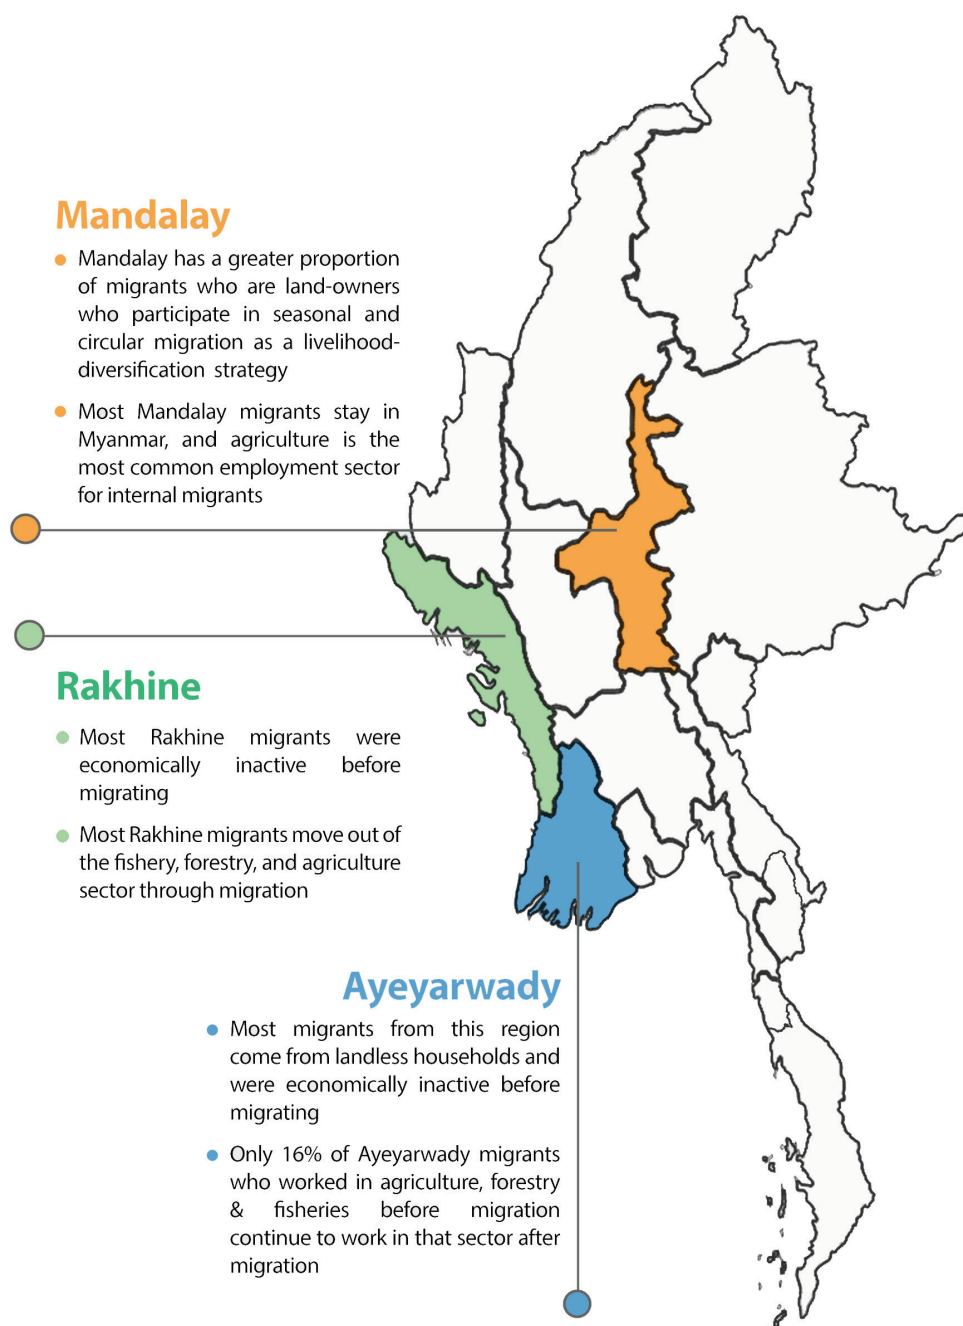 Mandalay
Mandalay has a greater proportion
of migrants who are land-owners
who participate in seasonal and
circular migration as a livelihood-
diversification strategy
Most Mandalay migrants stay in
Myanmar, and agriculture is the
most common employment sector
for internal migrants
Rakhine
Most Rakhine migrants were
economically inactive before
migrating
Most Rakhine migrants move out of
the fishery, forestry, and agriculture
sector through migration
Ayeyarwady
Most migrants from this region
come from landless households and
were economically inactive before
migrating
Only 16% of Ayeyarwady migrants
who worked in agriculture, forestry
& fisheries before migration
continue to work in that sector after
migration